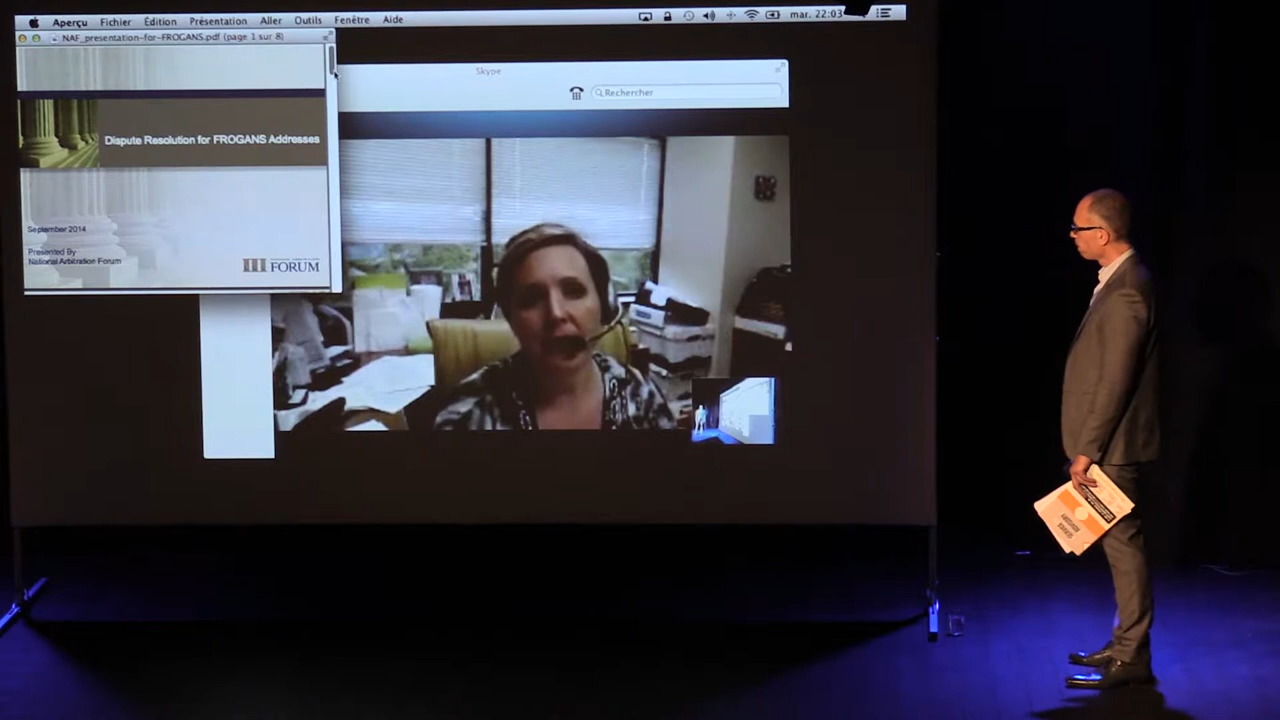 Aperçu Fichier Édition Présentation Aller Outils Fenêtre Aide mar. 22:03
NAF_presentation-for-FROGANS.pdf (page 1 sur 8)
Skype
Rechercher
Dispute Resolution for FROGANS Addresses
September 2014
Presented By
National Arbitration Forum
FORUM